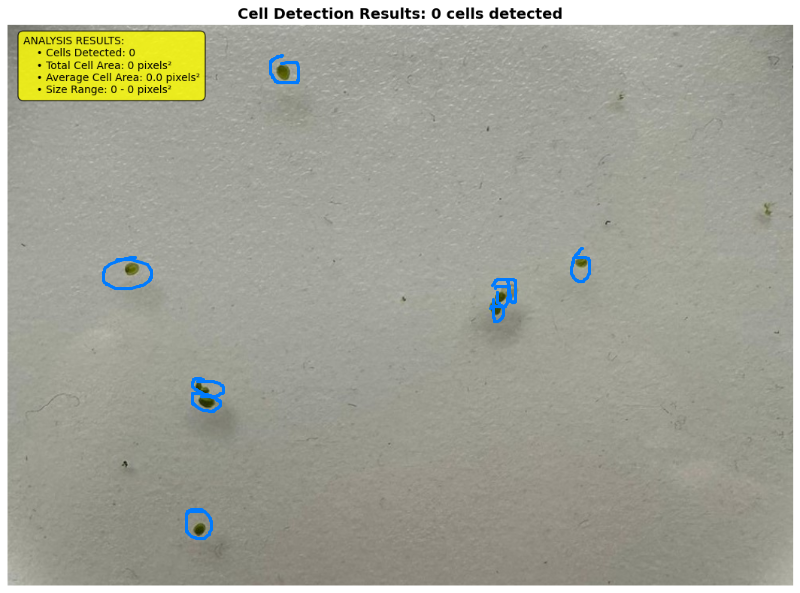 Cell Detection Results: 0 cells detected
ANALYSIS RESULTS:
• Cells Detected: 0
• Total Cell Area: 0 pixels²
• Average Cell Area: 0.0 pixels²
• Size Range: 0 - 0 pixels²